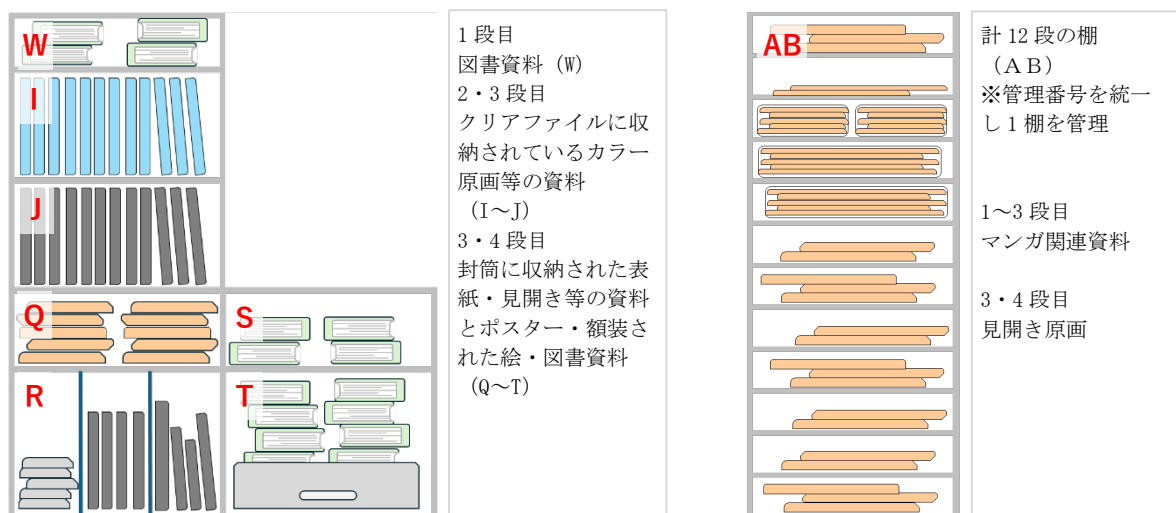 W
I
J
Q
S
R
T
1段目
図書資料（W）
2・3段目
クリアファイルに収
納されているカラー
原画等の資料
（I～J）
3・4段目
封筒に収納された表
紙・見開き等の資料
とポスター・額装さ
れた絵・図書資料
（Q～T）
AB
計12段の棚
（ＡＢ）
※管理番号を統一
し1棚を管理
1～3段目
マンガ関連資料
3・4段目
見開き原画